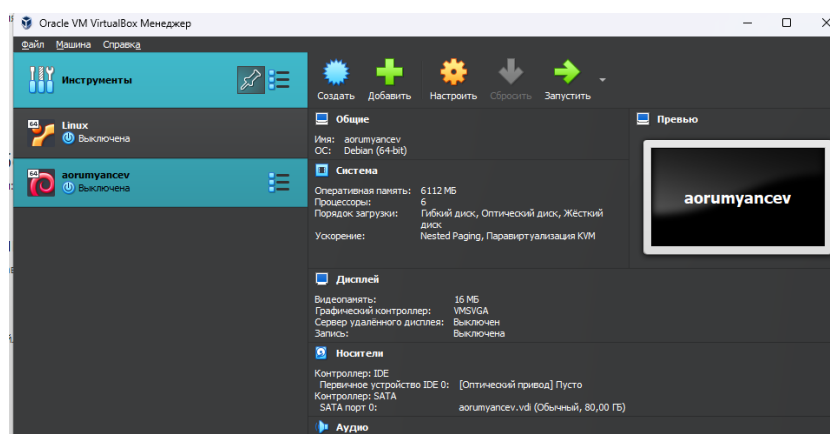 Oracle VM VirtualBox Менеджер
Файл Машина Справка
Инструменты
Создать Добавить Настроить Сбросить Запустить
64
Linux
Выключена
64
aorumyancev
Выключена
Общие
Имя: aorumyancev
ОС: Debian (64-bit)
Превью
aorumyancev
Система
Оперативная память: 6112 МБ
Процессоры: 6
Порядок загрузки: Гибкий диск, Оптический диск, Жёсткий
диск
Ускорение: Nested Paging, Паравиртуализация KVM
Дисплей
Видеопамять: 16 МБ
Графический контроллер: VMSVGA
Сервер удалённого дисплея: Выключен
Запись: Выключена
Носители
Контроллер: IDE
Первичное устройство IDE 0: [Оптический привод] Пусто
Контроллер: SATA
SATA порт 0: aorumyancev.vdi (Обычный, 80,00 ГБ)
Аудио